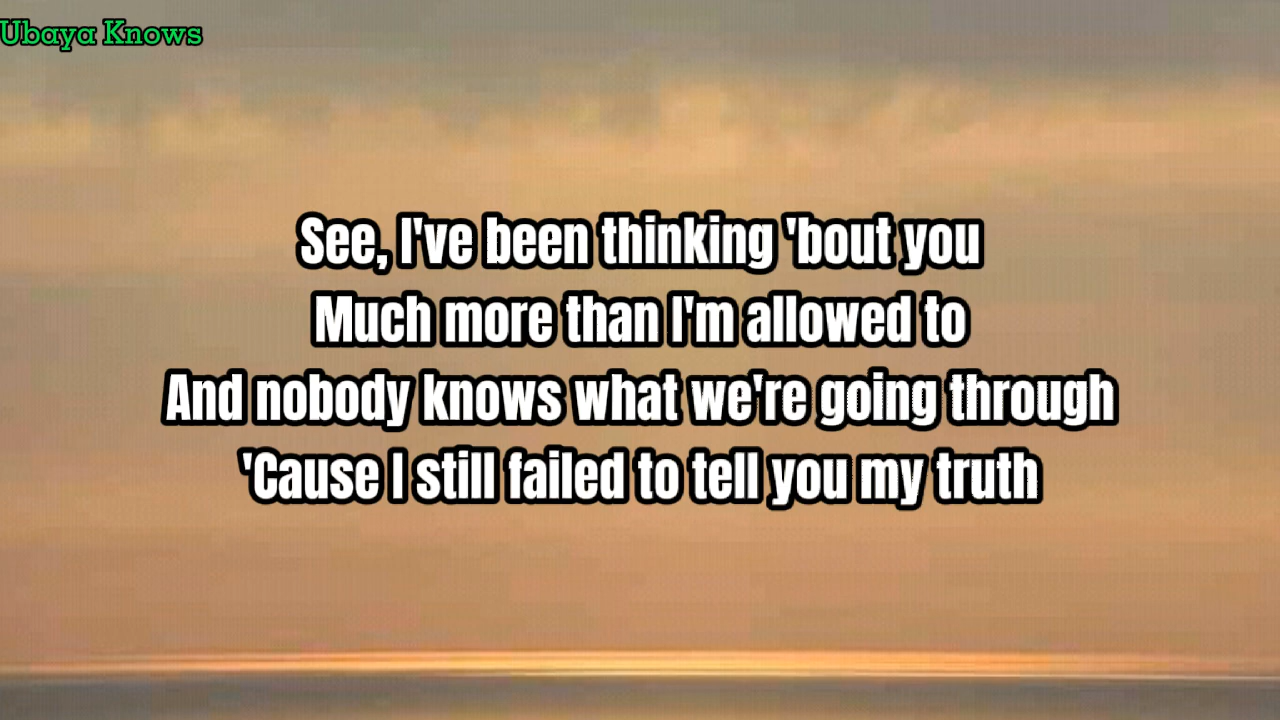 Ubaya Knows
See, I've been thinking 'bout you
Much more than I'm allowed to
And nobody knows what we're going through
'Cause I still failed to tell you my truth